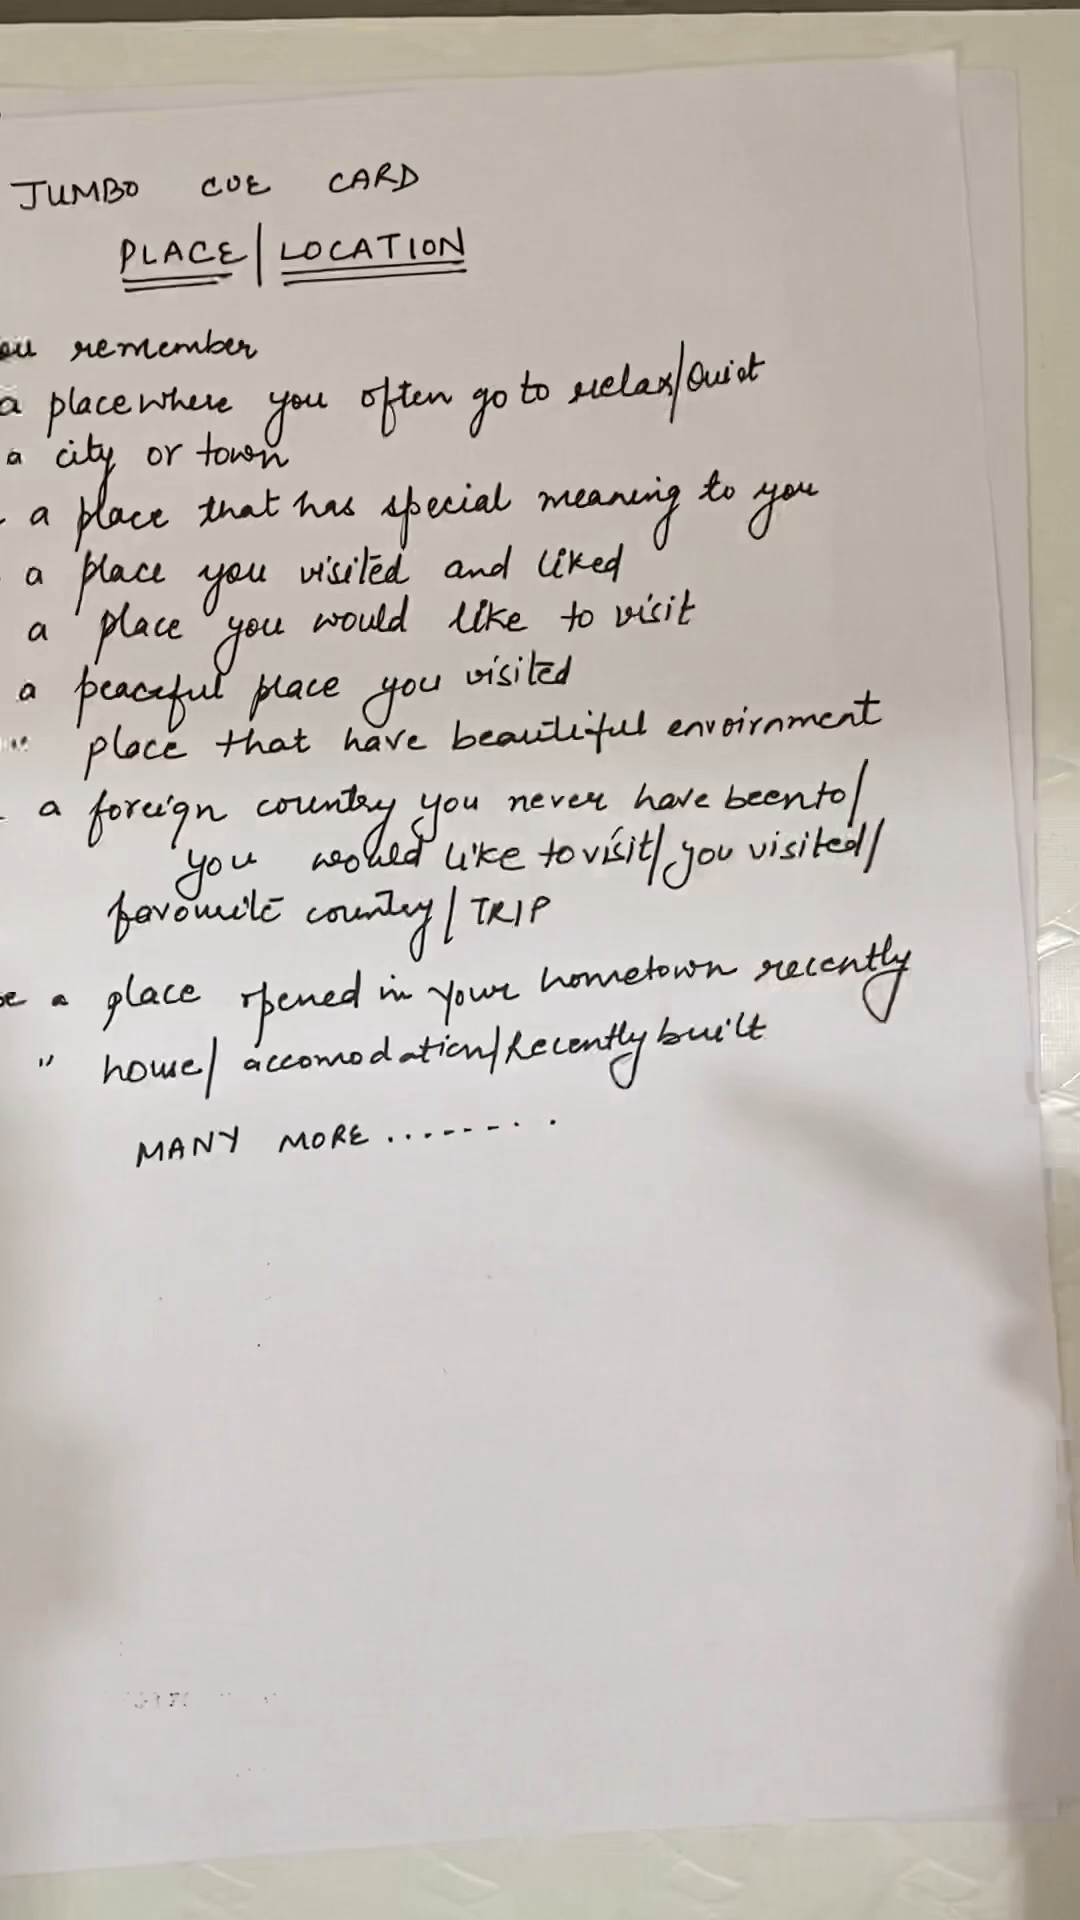 JUMBO CUE CARD
PLACE/LOCATION
remember
a place where you often go to relax/Quiet
a city or town
a place that has special meaning to you
a place you visited and liked
a place you would like to visit
a peaceful place you visited
" place that have beautiful envoirnment
a foreign country you never have been to/
you would like to visit/you visited/
favourite country/TRIP
a place opened in your hometown recently
" house/accomodation/Recently built
MANY MORE.........